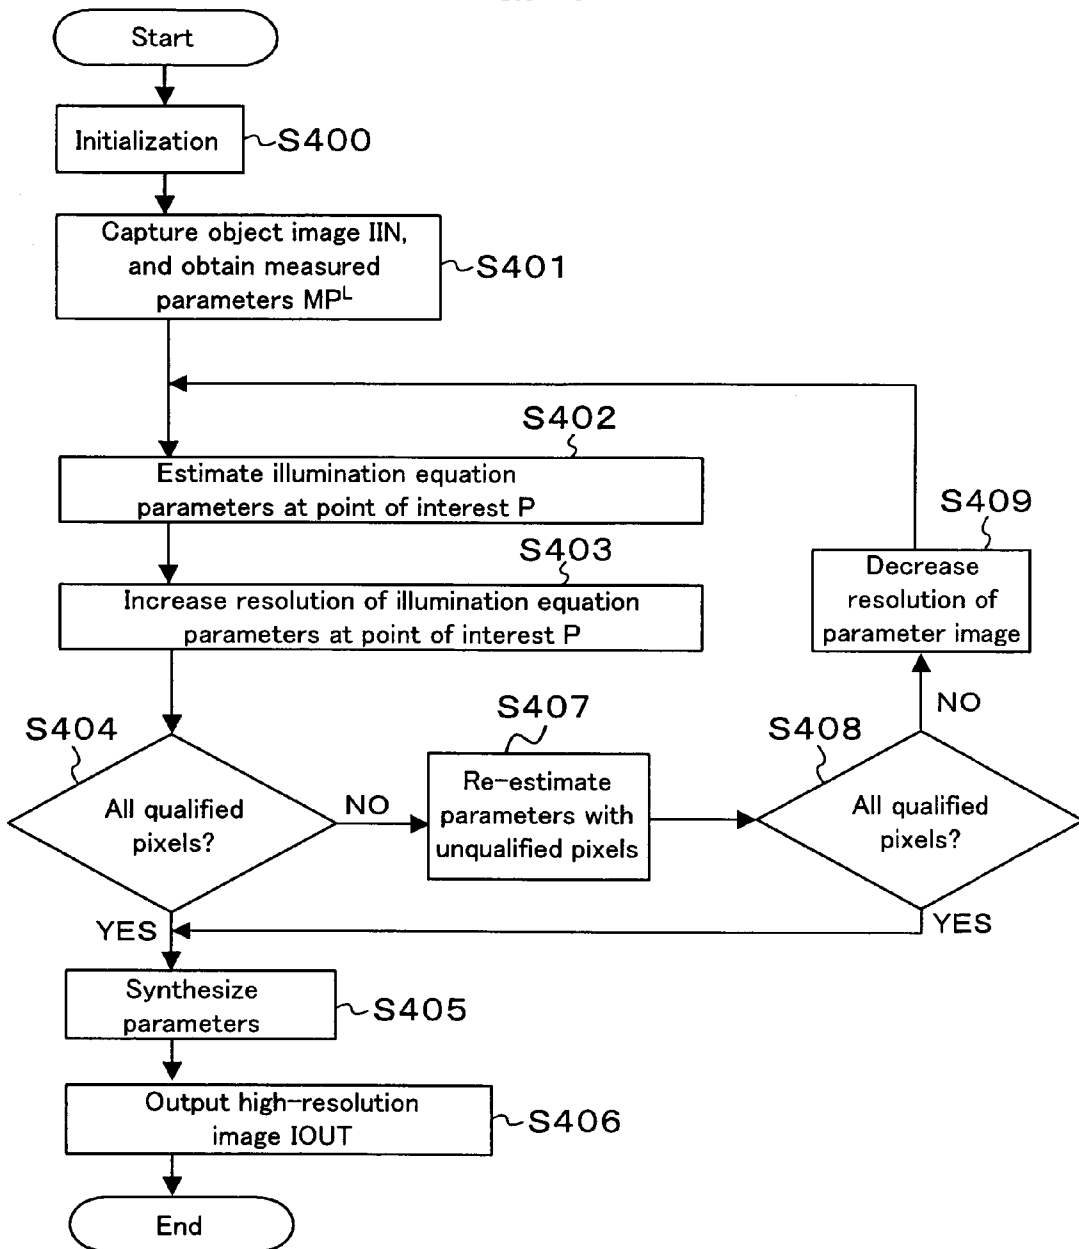 Start
Initialization
S400
Capture object image IIN,
and obtain measured
parameters MP^L
S401
S402
Estimate illumination equation
parameters at point of interest P
S403
Increase resolution of illumination equation
parameters at point of interest P
S409
Decrease
resolution of
parameter image
NO
S404
All qualified
pixels?
NO
S407
Re-estimate
parameters with
unqualified pixels
S408
All qualified
pixels?
YES
YES
Synthesize
parameters
S405
Output high-resolution
image IOUT
S406
End